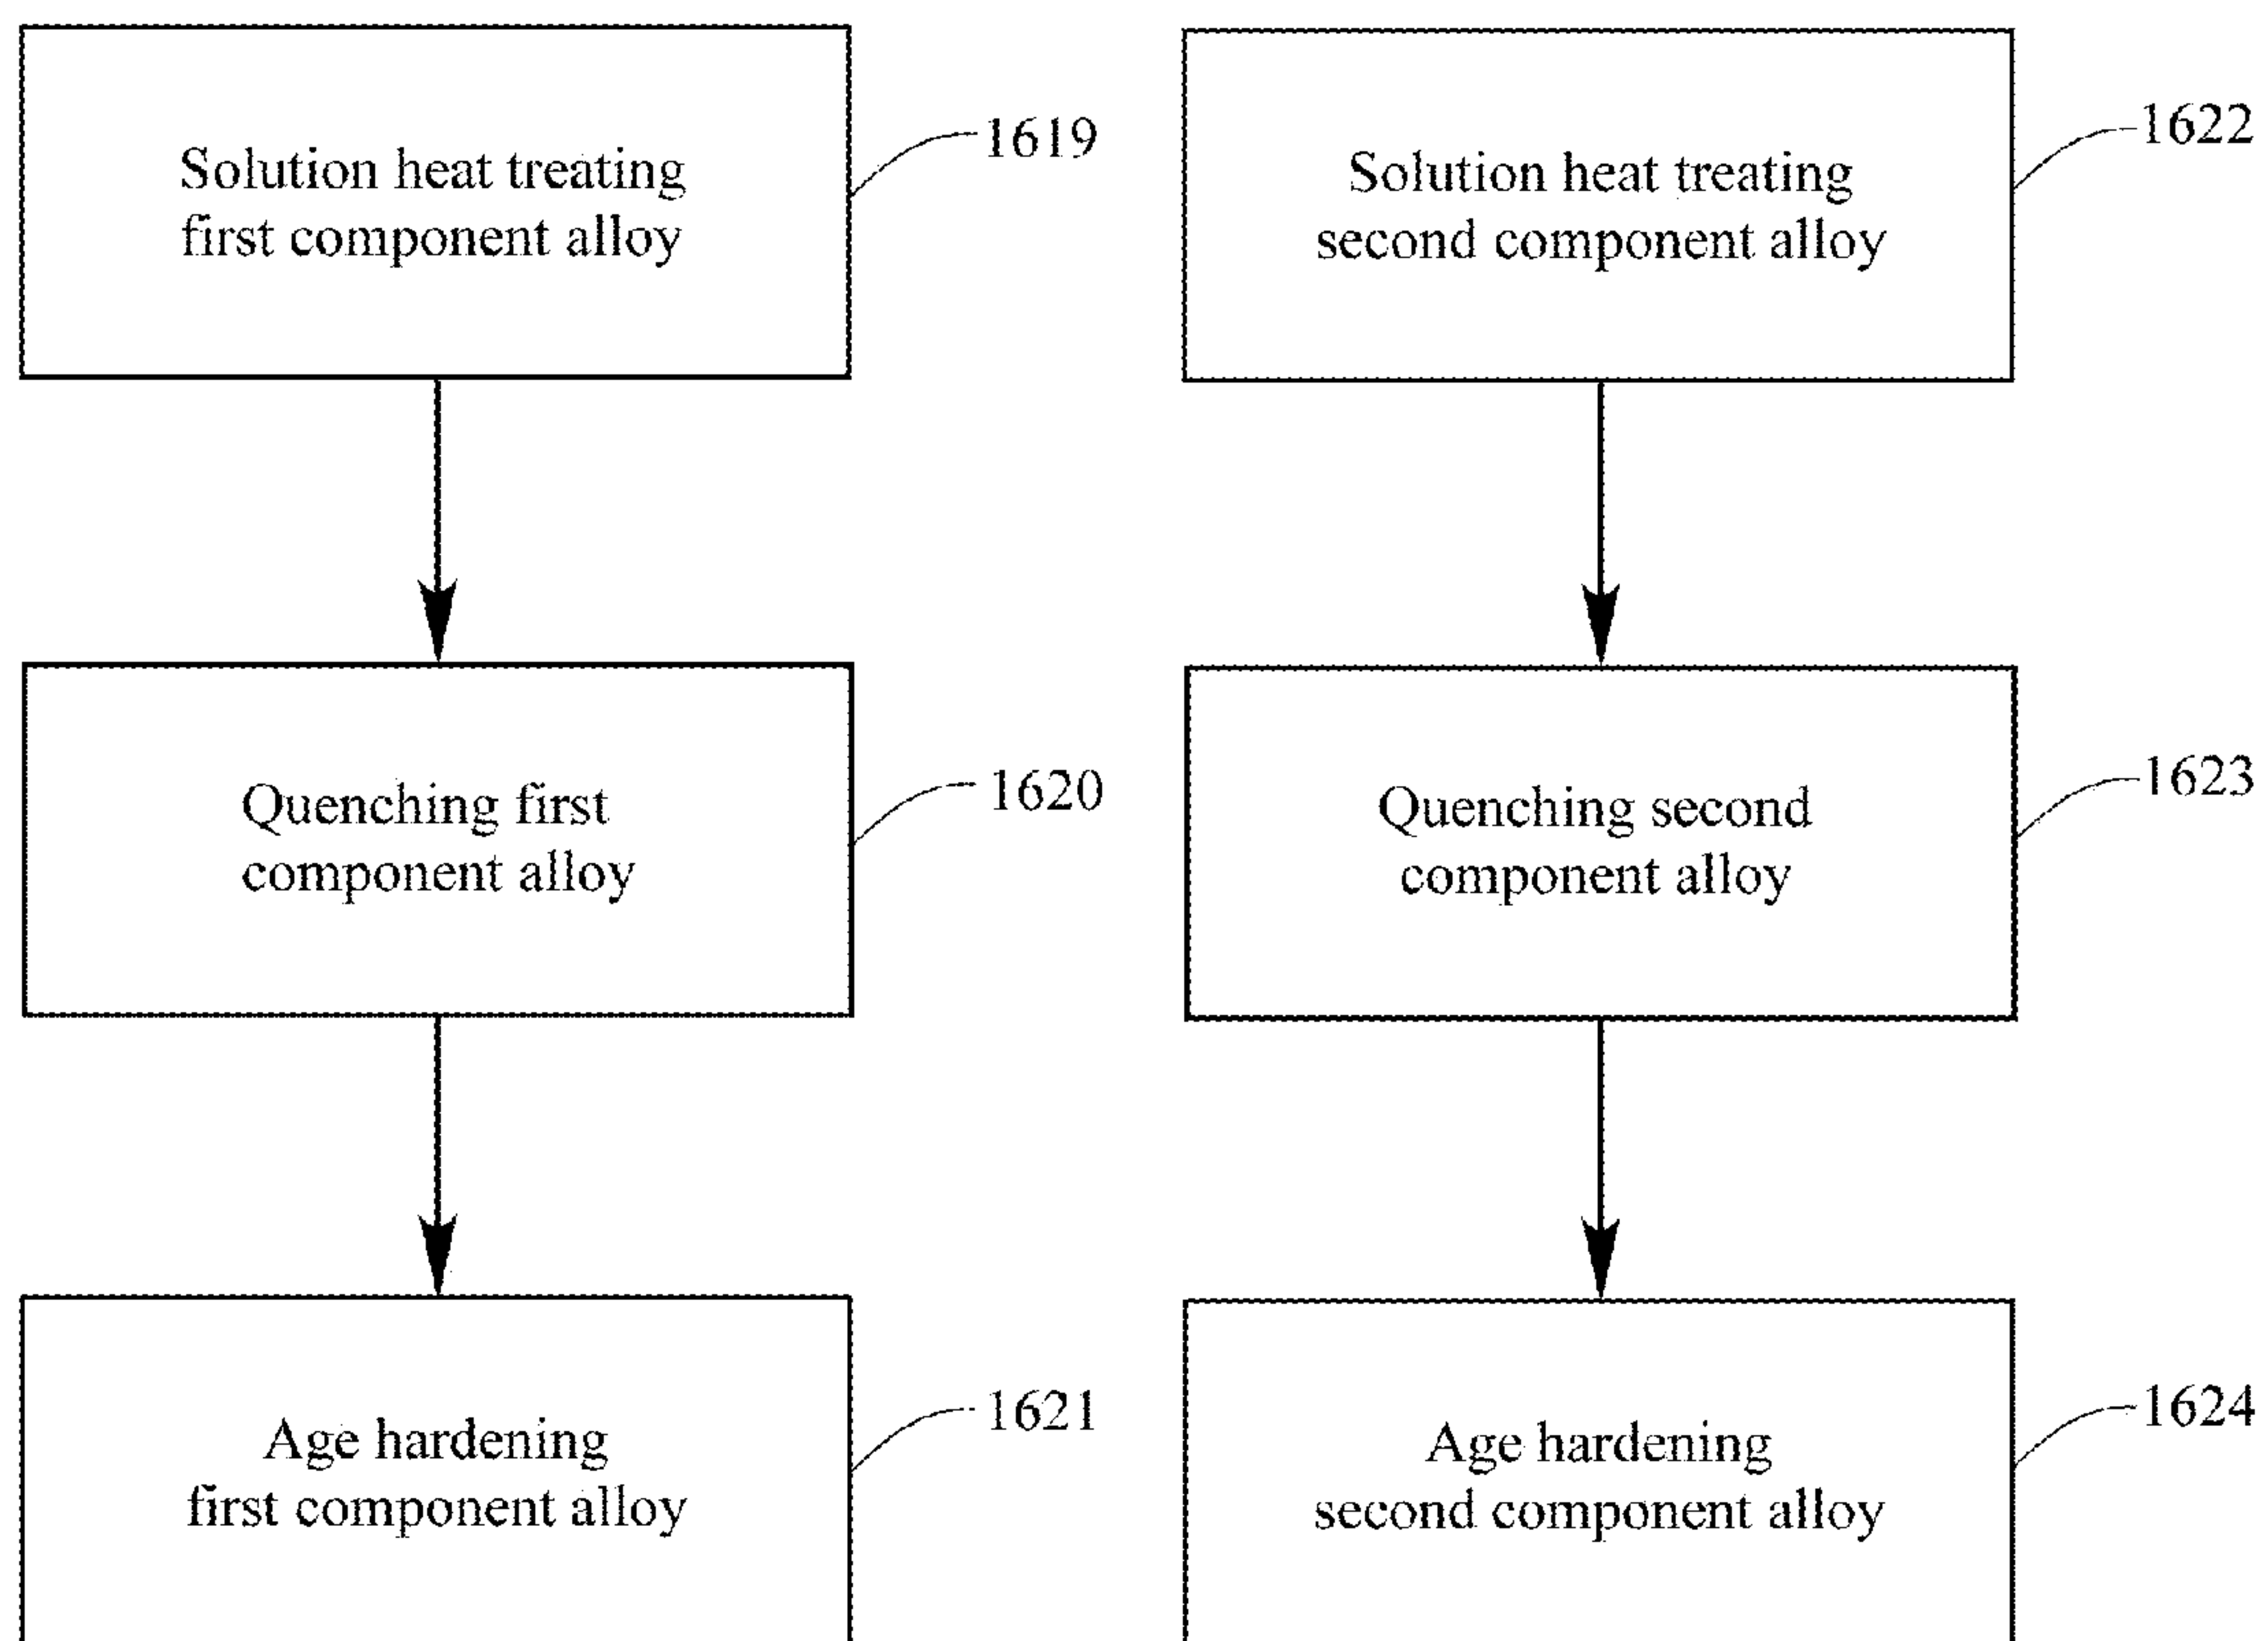 Solution heat treating
first component alloy
1619
Solution heat treating
second component alloy
1622
Quenching first
component alloy
1620
Quenching second
component alloy
1623
Age hardening
first component alloy
1621
Age hardening
second component alloy
1624